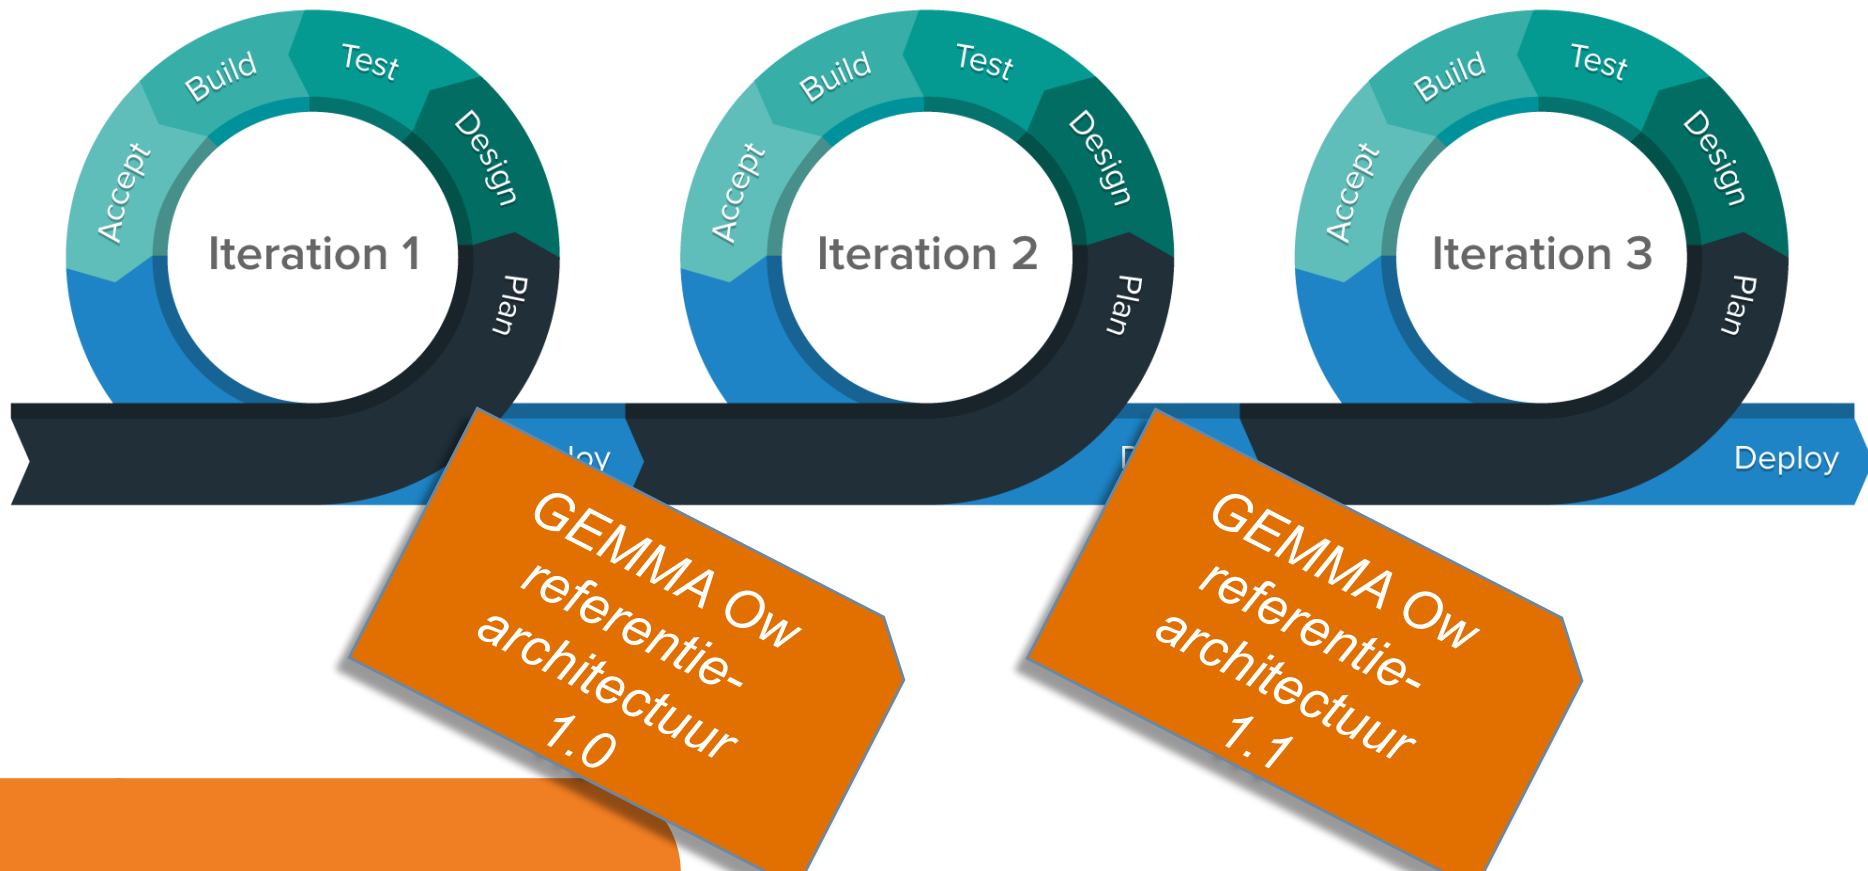 Build
Test
Design
Accept
Iteration 1
Plan
Build
Test
Design
Accept
Iteration 2
Plan
Build
Test
Design
Accept
Iteration 3
Plan
Deploy
GEMMA Ow
referentie-
architectuur
1.0
GEMMA Ow
referentie-
architectuur
1.1